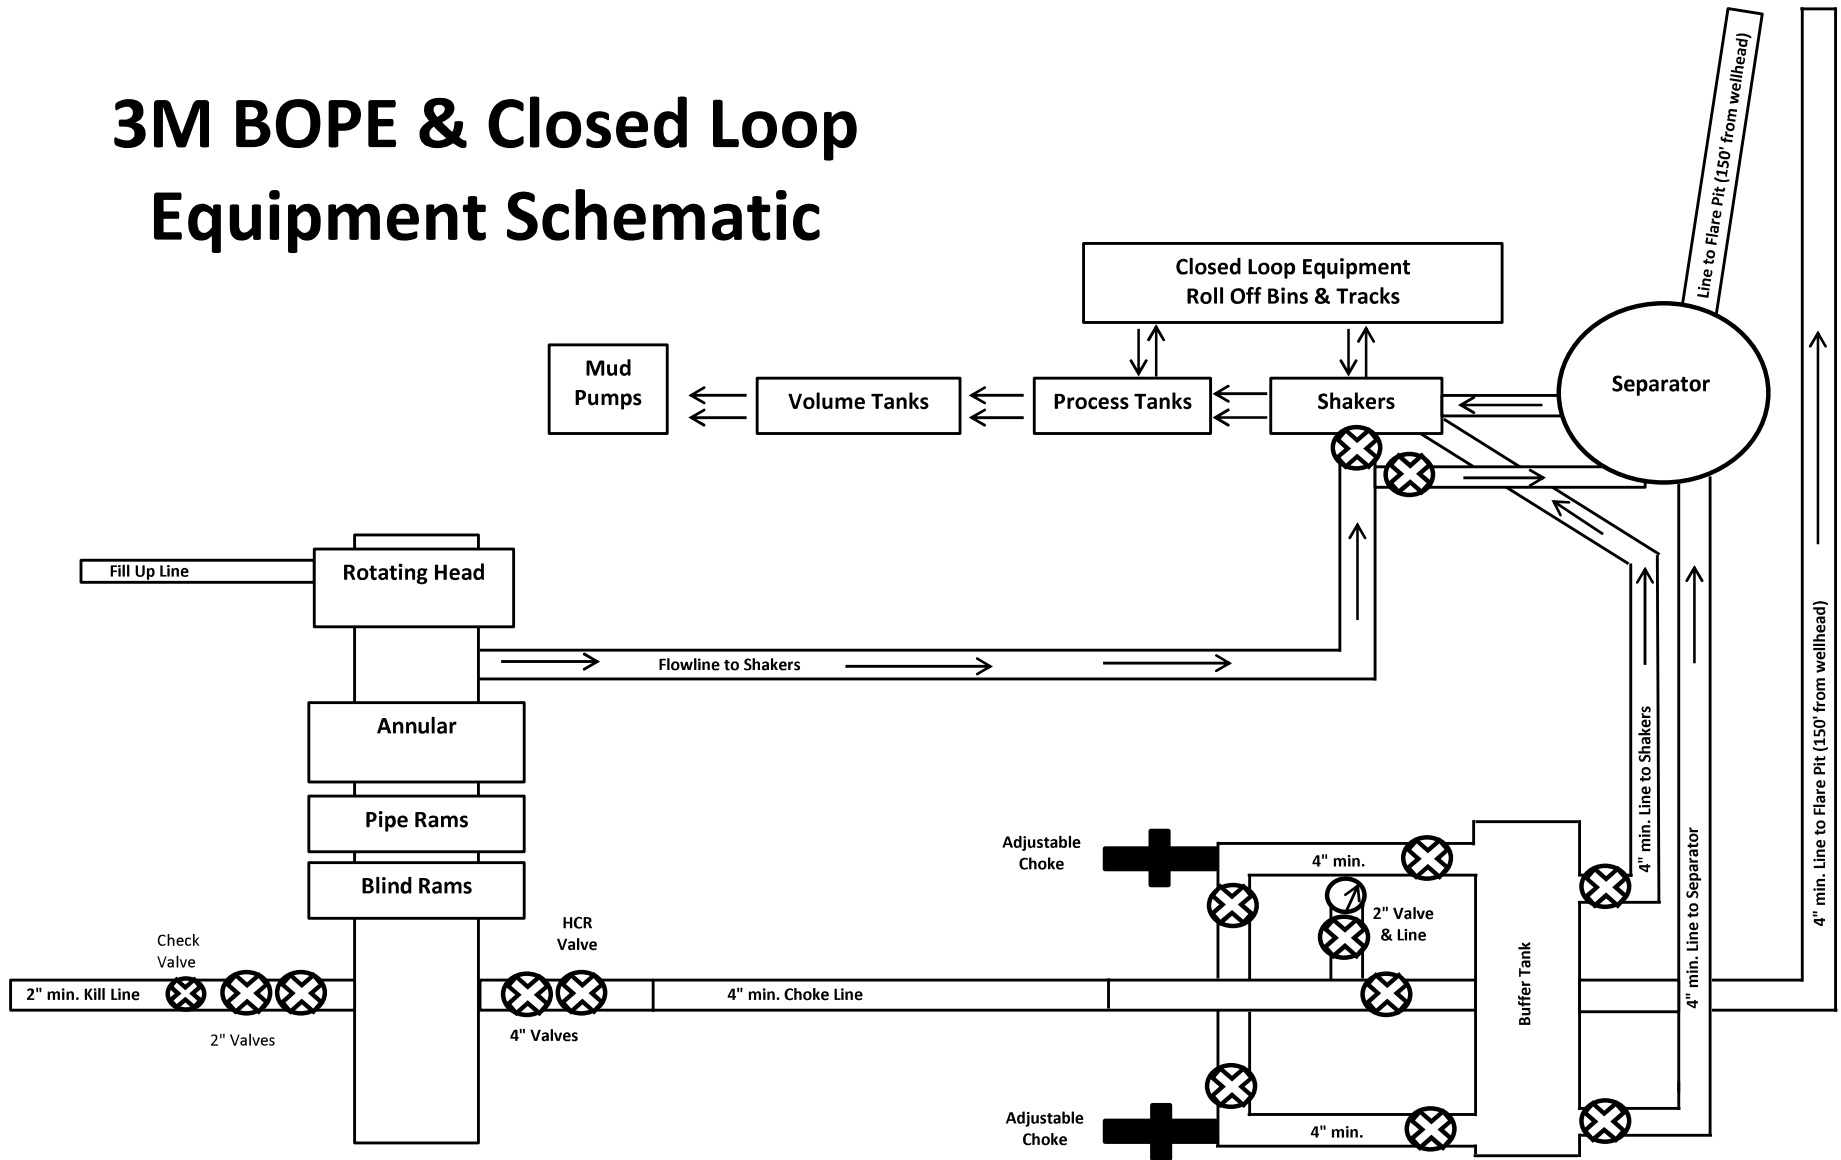 3M BOPE & Closed Loop
Equipment Schematic
Line to Flare Pit (150' from wellhead)
Closed Loop Equipment
Roll Off Bins & Tracks
Mud
Pumps
Volume Tanks
Process Tanks
Shakers
Separator
Fill Up Line
Rotating Head
Flowline to Shakers
Annular
Pipe Rams
Blind Rams
Check
Valve
HCR
Valve
2" min. Kill Line
4" min. Choke Line
2" Valves
4" Valves
Adjustable
Choke
4" min.
2" Valve
& Line
Buffer Tank
Adjustable
Choke
4" min.
4" min. Line to Shakers
4" min. Line to Separator
4" min. Line to Flare Pit (150' from wellhead)